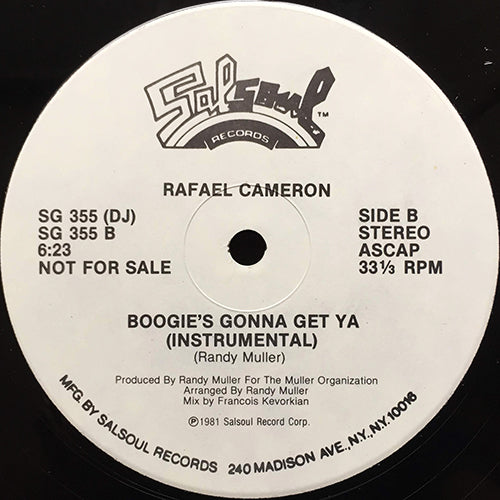 Salsoul™
RECORDS
RAFAEL CAMERON
SG 355 (DJ)
SG 355 B
6:23
NOT FOR SALE
SIDE B
STEREO
ASCAP
33⅓ RPM
BOOGIE'S GONNA GET YA
(INSTRUMENTAL)
(Randy Muller)
Produced By Randy Muller For The Muller Organization
Arranged By Randy Muller
Mix by Francois Kevorkian
℗1981 Salsoul Record Corp.
MFG. BY SALSOUL RECORDS 240 MADISON AVE., N.Y., N.Y. 10016